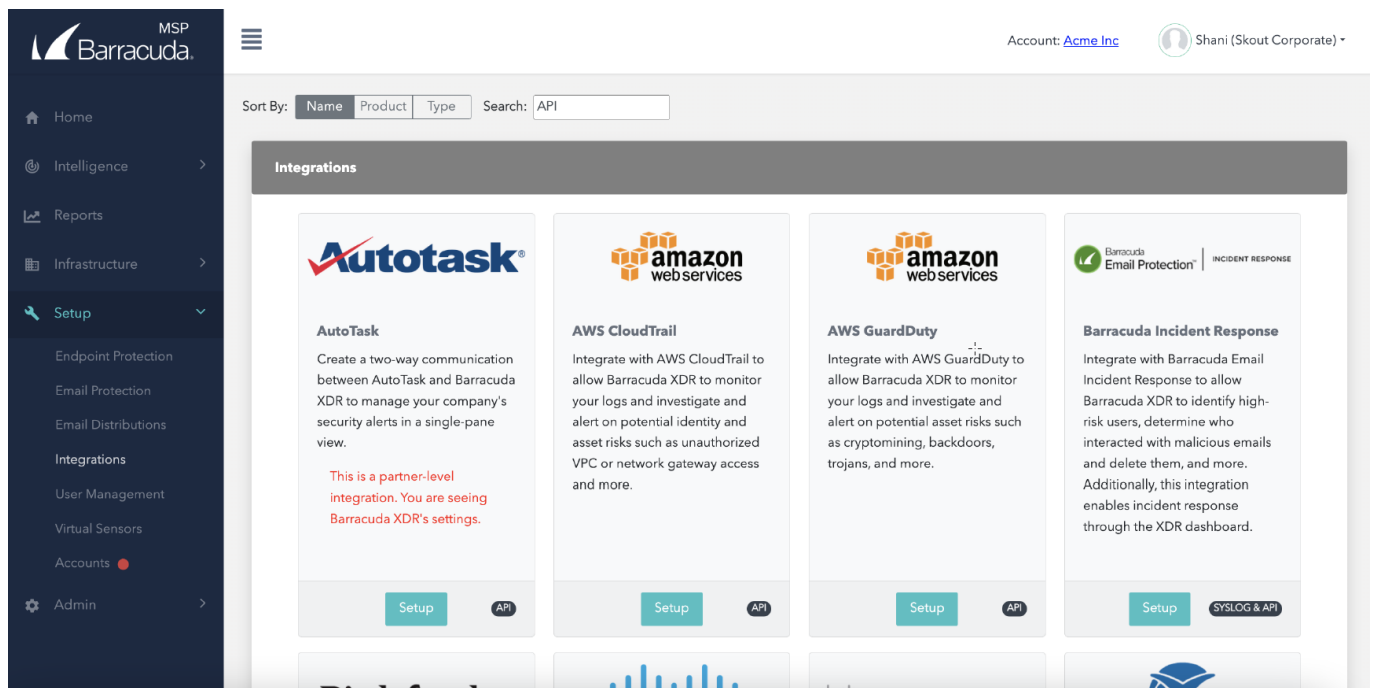 MSP
Barracuda.
Account: Acme Inc
Shani (Skout Corporate)
Home
Intelligence
Reports
Infrastructure
Setup
Endpoint Protection
Email Protection
Email Distributions
Integrations
User Management
Virtual Sensors
Accounts
Admin
Sort By: Name Product Type Search: API
Integrations
Autotask®
AutoTask
Create a two-way communication
between AutoTask and Barracuda
XDR to manage your company's
security alerts in a single-pane
view.
This is a partner-level
integration. You are seeing
Barracuda XDR's settings.
Setup API
amazon
web services
AWS CloudTrail
Integrate with AWS CloudTrail to
allow Barracuda XDR to monitor
your logs and investigate and
alert on potential identity and
asset risks such as unauthorized
VPC or network gateway access
and more.
Setup API
amazon
web services
AWS GuardDuty
Integrate with AWS GuardDuty to
allow Barracuda XDR to monitor
your logs and investigate and
alert on potential asset risks such
as cryptomining, backdoors,
trojans, and more.
Setup API
Barracuda
Email Protection™ INCIDENT RESPONSE
Barracuda Incident Response
Integrate with Barracuda Email
Incident Response to allow
Barracuda XDR to identify high-
risk users, determine who
interacted with malicious emails
and delete them, and more.
Additionally, this integration
enables incident response
through the XDR dashboard.
Setup SYSLOG & API